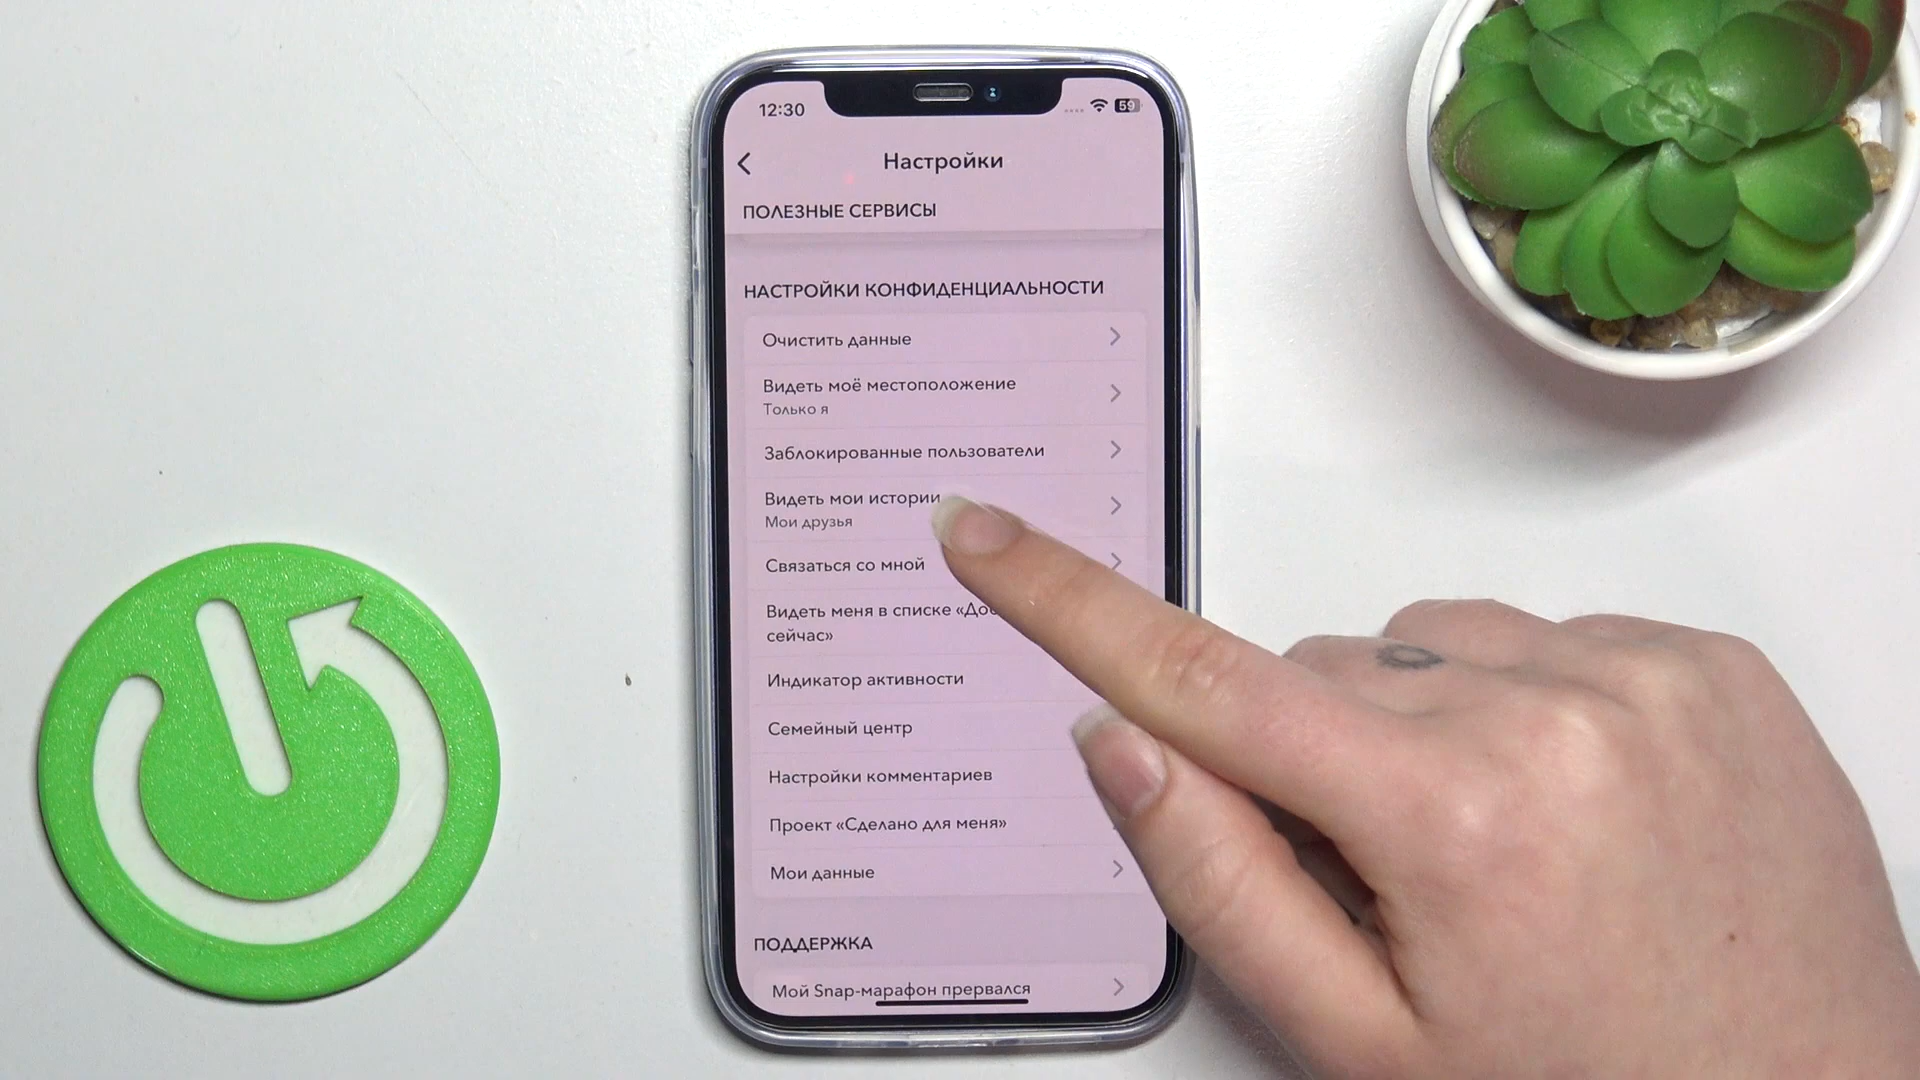 12:30
59
Настройки
ПОЛЕЗНЫЕ СЕРВИСЫ
НАСТРОЙКИ КОНФИДЕНЦИАЛЬНОСТИ
Очистить данные
Видеть моё местоположение
Только я
Заблокированные пользователи
Видеть мои истории
Мои друзья
Связаться со мной
Видеть меня в списке
сейчас»
Индикатор активности
Семейный центр
Настройки комментариев
Проект «Сделано для меня»
Мои данные
ПОДДЕРЖКА
Мой Snap-марафон прервался